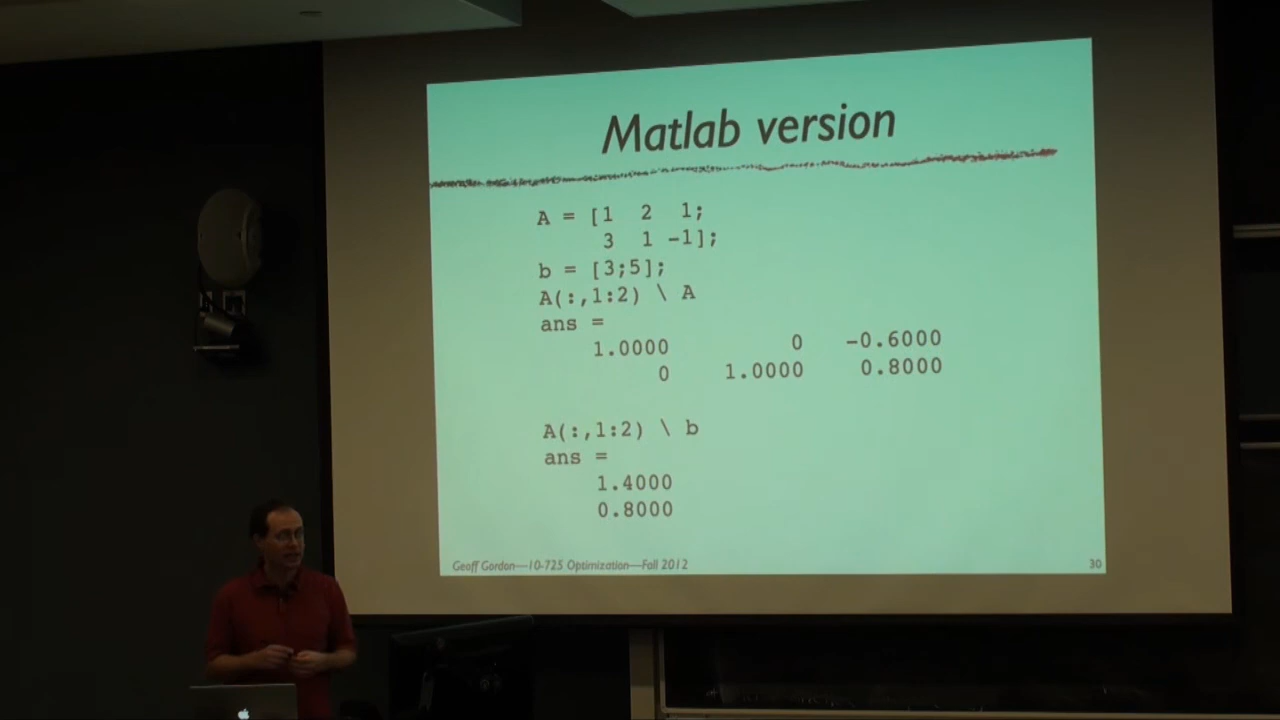 Matlab version
A = [1 2 1;
3 1 -1];
b = [3;5];
A(:,1:2) \ A
ans =
1.0000 0 -0.6000
0 1.0000 0.8000
A(:,1:2) \ b
ans =
1.4000
0.8000
Geoff Gordon—10-725 Optimization—Fall 2012 30